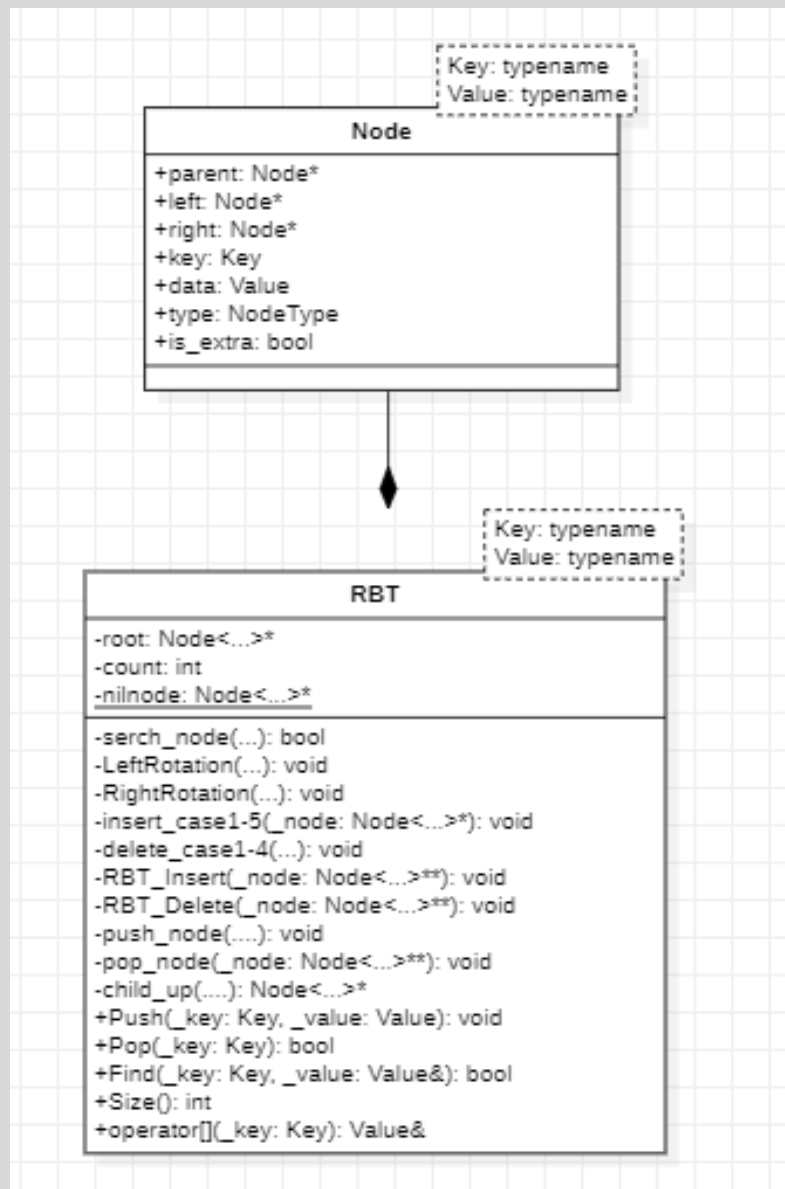 Key: typename
Value: typename
Node
+parent: Node*
+left: Node*
+right: Node*
+key: Key
+data: Value
+type: NodeType
+is_extra: bool
Key: typename
Value: typename
RBT
-root: Node<...>*
-count: int
-nilnode: Node<...>*
-serch_node(...): bool
-LeftRotation(...): void
-RightRotation(...): void
-insert_case1-5(_node: Node<...>*): void
-delete_case1-4(...): void
-RBT_Insert(_node: Node<...>**): void
-RBT_Delete(_node: Node<...>**): void
-push_node(....): void
-pop_node(_node: Node<...>**): void
-child_up(....): Node<...>*
+Push(_key: Key, _value: Value): void
+Pop(_key: Key): bool
+Find(_key: Key, _value: Value&): bool
+Size(): int
+operator[](_key: Key): Value&